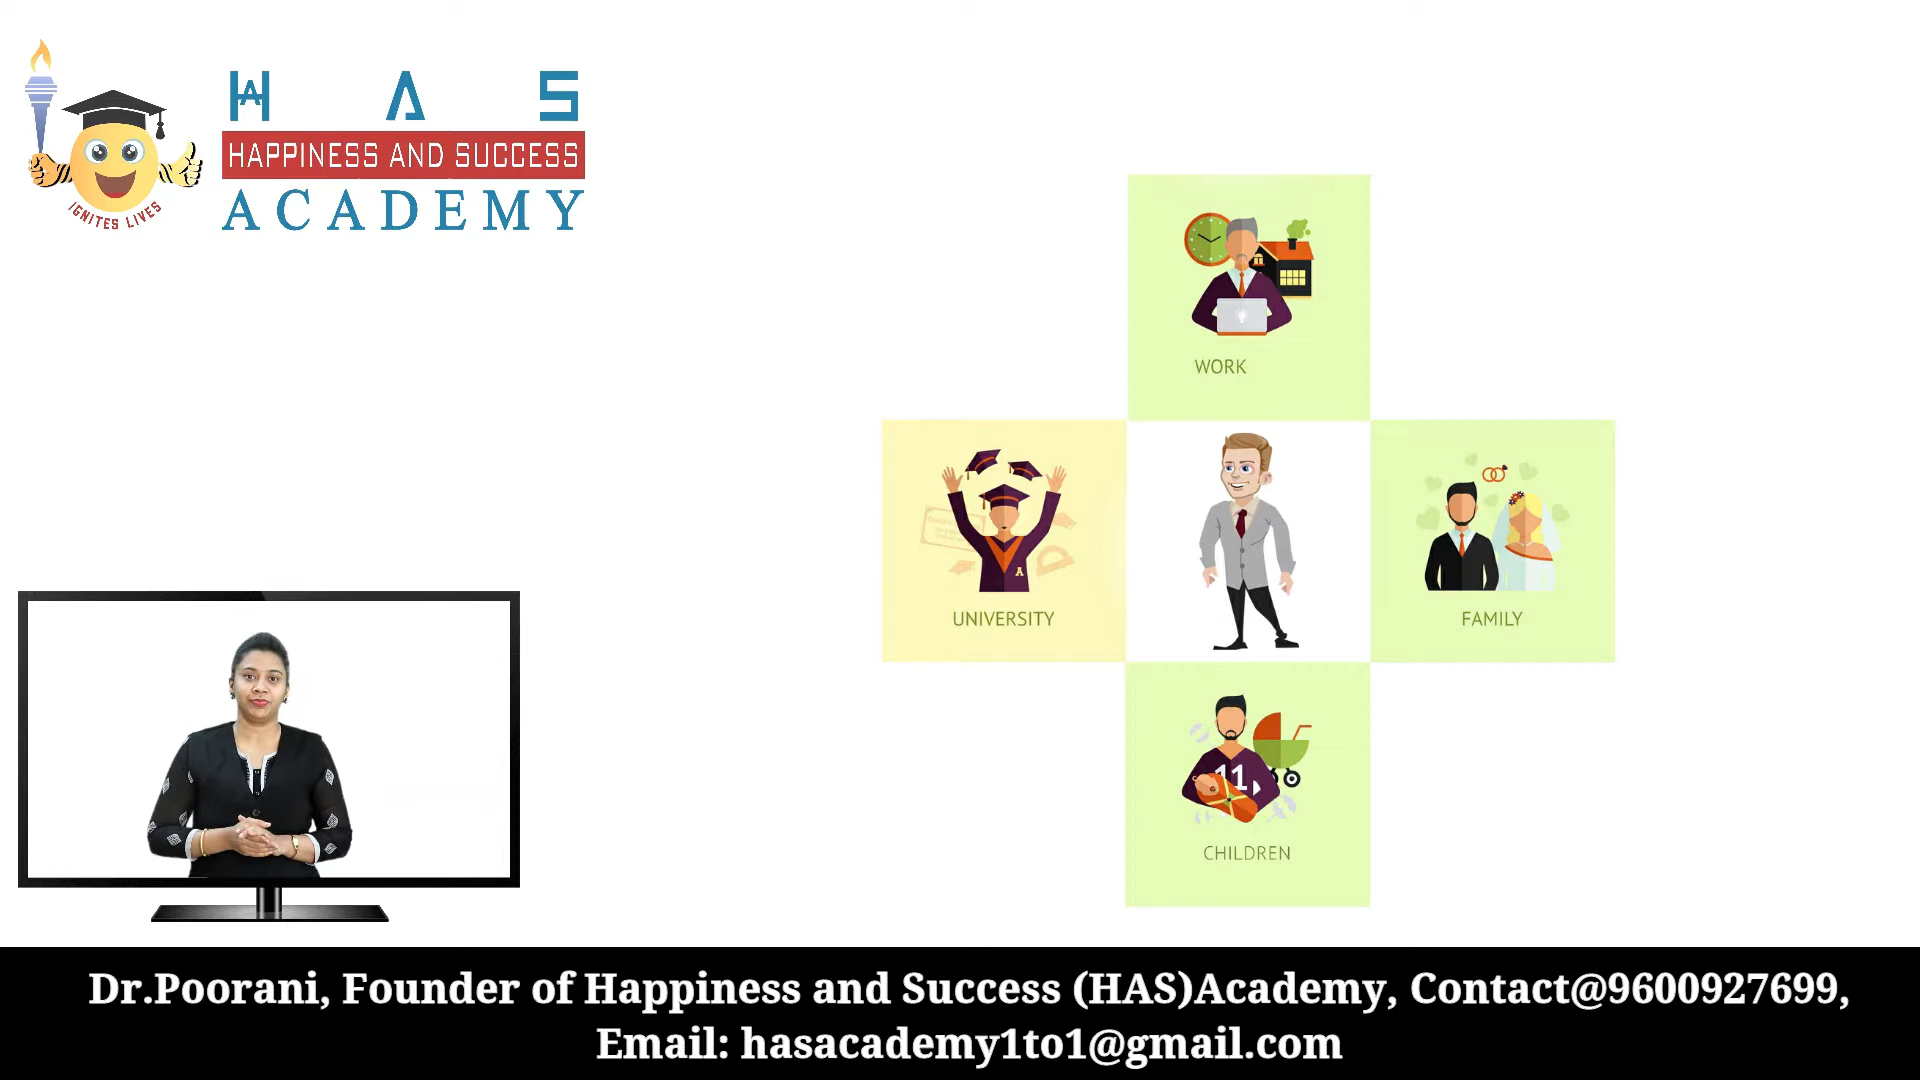 H A S
HAPPINESS AND SUCCESS
ACADEMY
IGNITES LIVES
WORK
UNIVERSITY
A
FAMILY
11
CHILDREN
Dr.Poorani, Founder of Happiness and Success (HAS)Academy, Contact@9600927699,
Email: hasacademy1to1@gmail.com